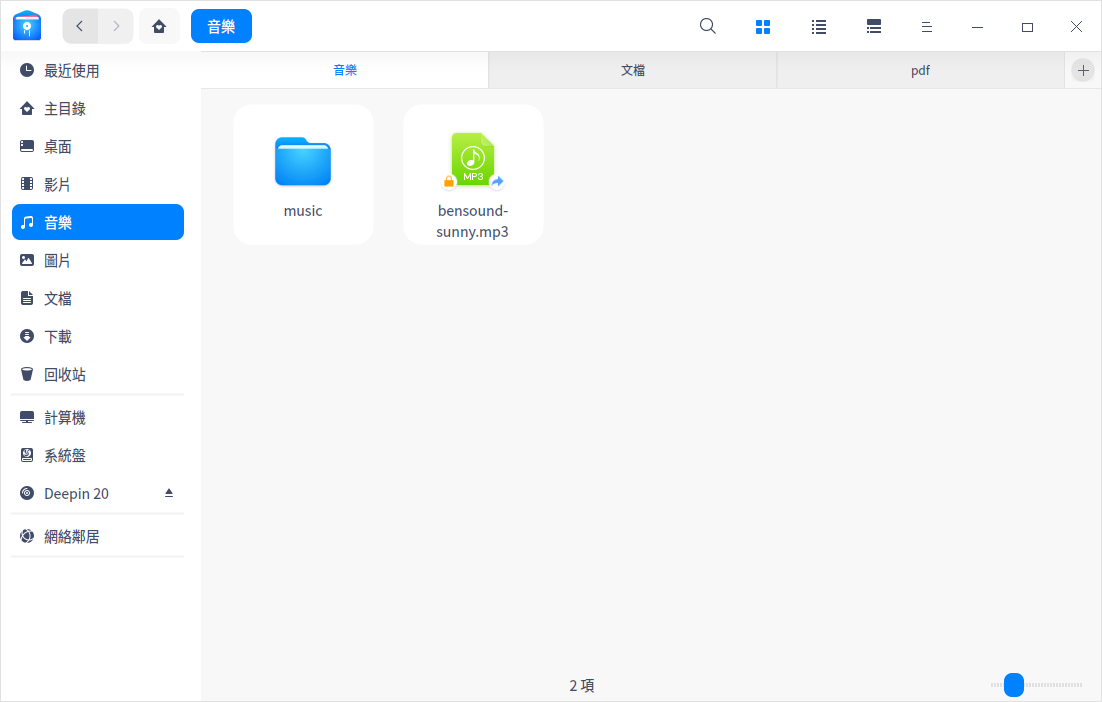 音樂
最近使用
主目錄
桌面
影片
音樂
圖片
文檔
下載
回收站
計算機
系統盤
Deepin 20
網絡鄰居
音樂
文檔
pdf
music
MP3
bensound-
sunny.mp3
2 項